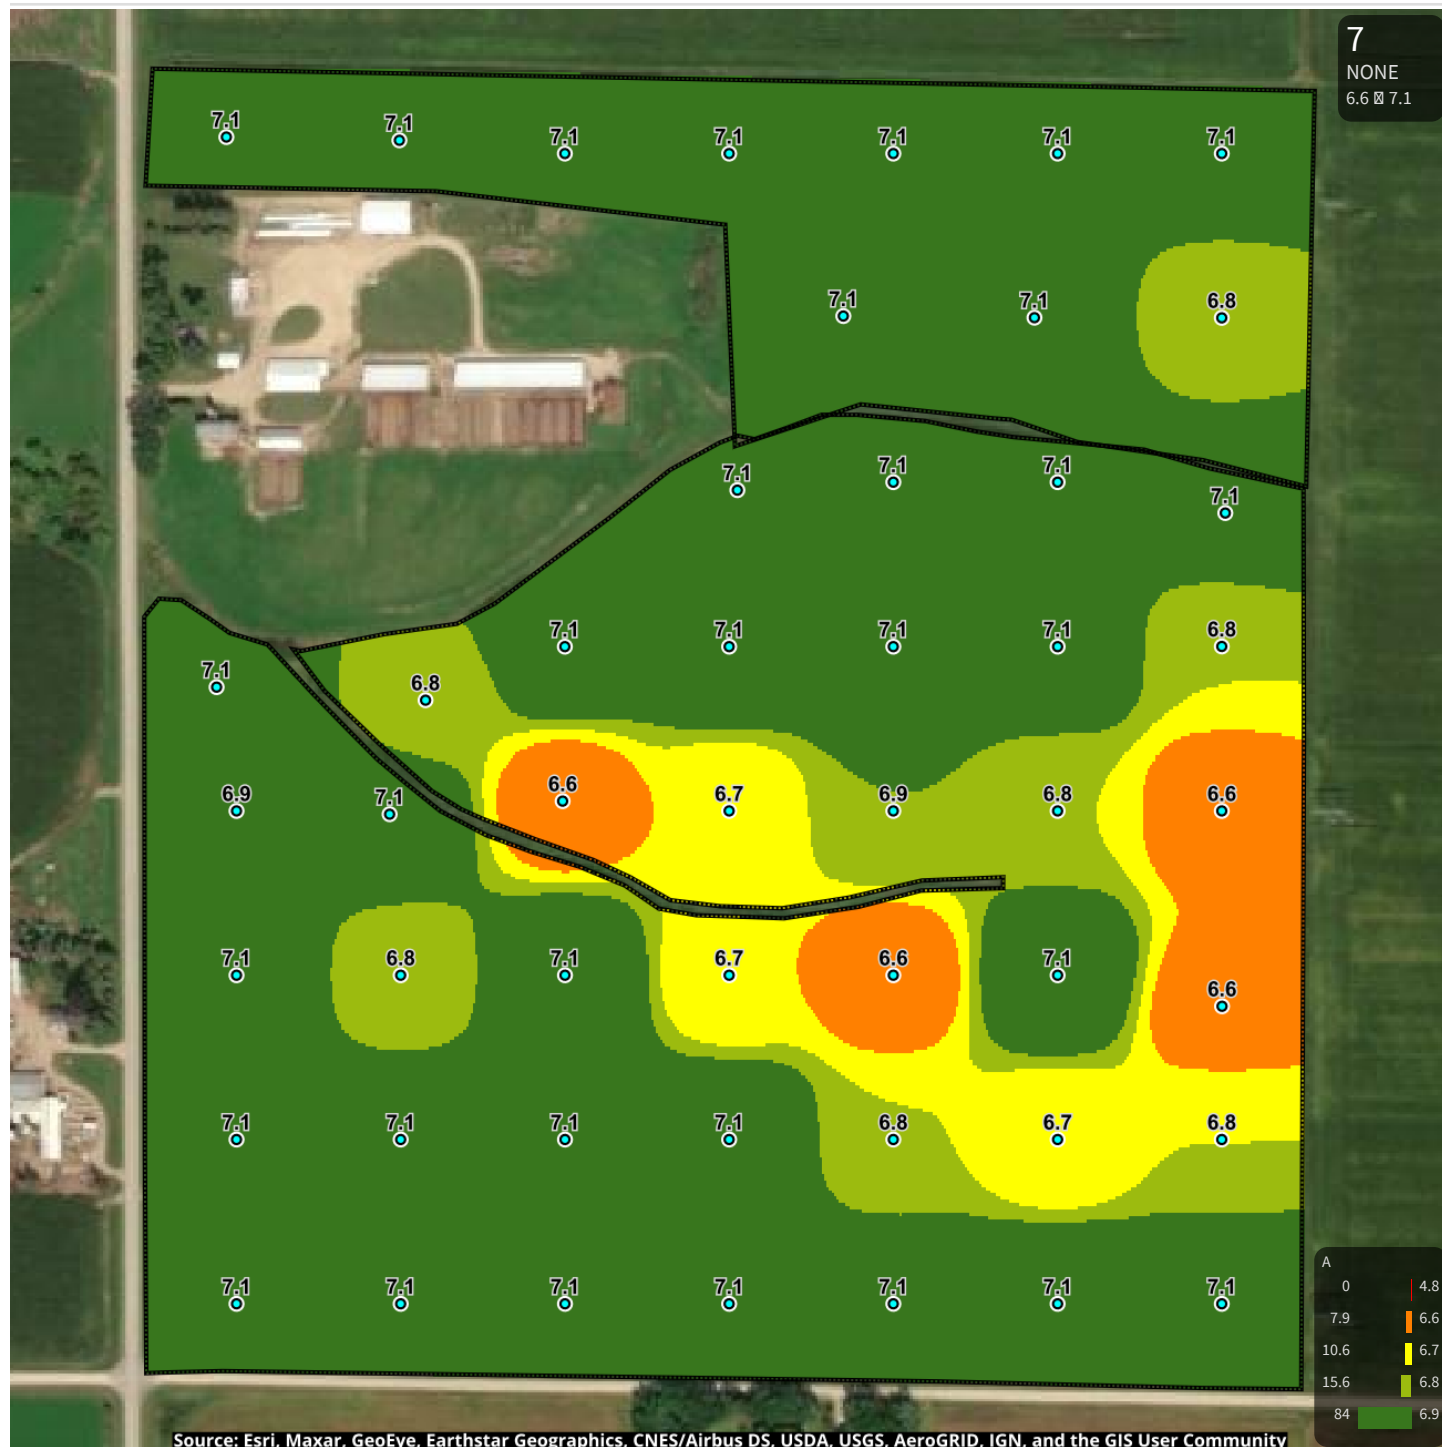 7
NONE
6.6 7.1
7.1 7.1 7.1 7.1 7.1 7.1 7.1
7.1 7.1 6.8
7.1 7.1 7.1 7.1
7.1 7.1 7.1 7.1 6.8
7.1 6.8
6.9 7.1 6.6 6.7 6.9 6.8 6.6
7.1 6.8 7.1 6.7 6.6 7.1 6.6
7.1 7.1 7.1 7.1 6.8 6.7 6.8
7.1 7.1 7.1 7.1 7.1 7.1 7.1
A
0 4.8
7.9 6.6
10.6 6.7
15.6 6.8
84 6.9
Source: Esri, Maxar, GeoEye, Earthstar Geographics, CNES/Airbus DS, USDA, USGS, AeroGRID, IGN, and the GIS User Community